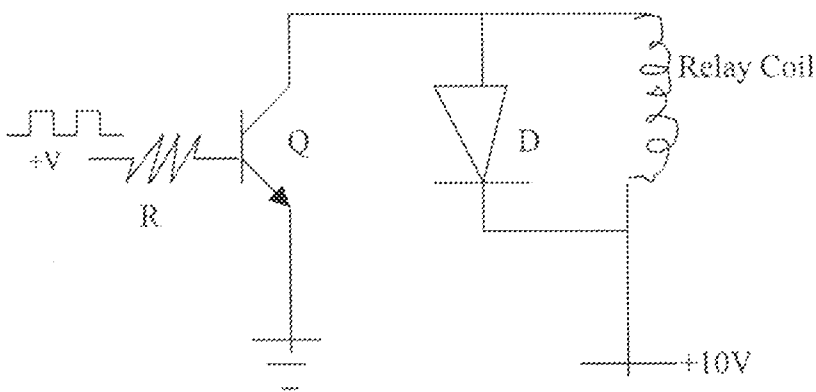 Relay Coil
Q
D
+V
R
+10V